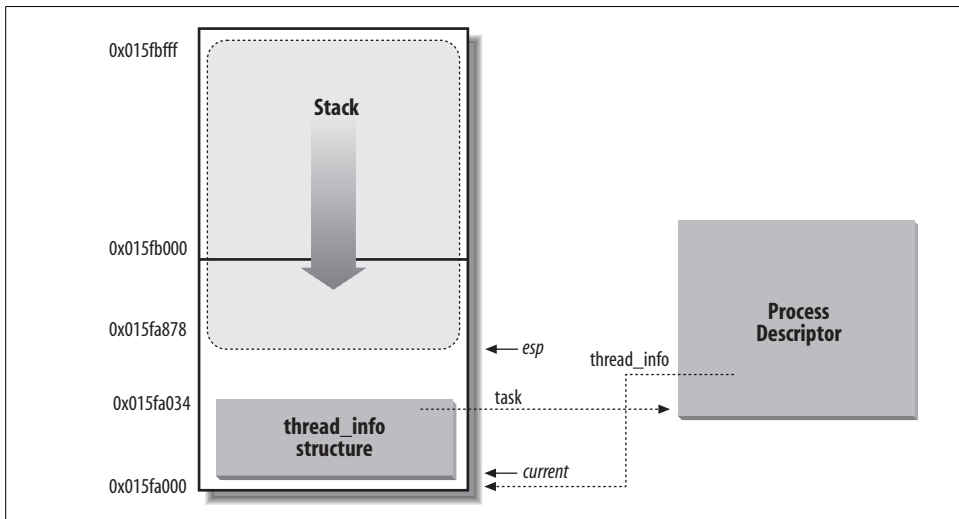 0x015fbfff
Stack
0x015fb000
0x015fa878
esp
thread_info
Process
Descriptor
0x015fa034
task
thread_info
structure
current
0x015fa000